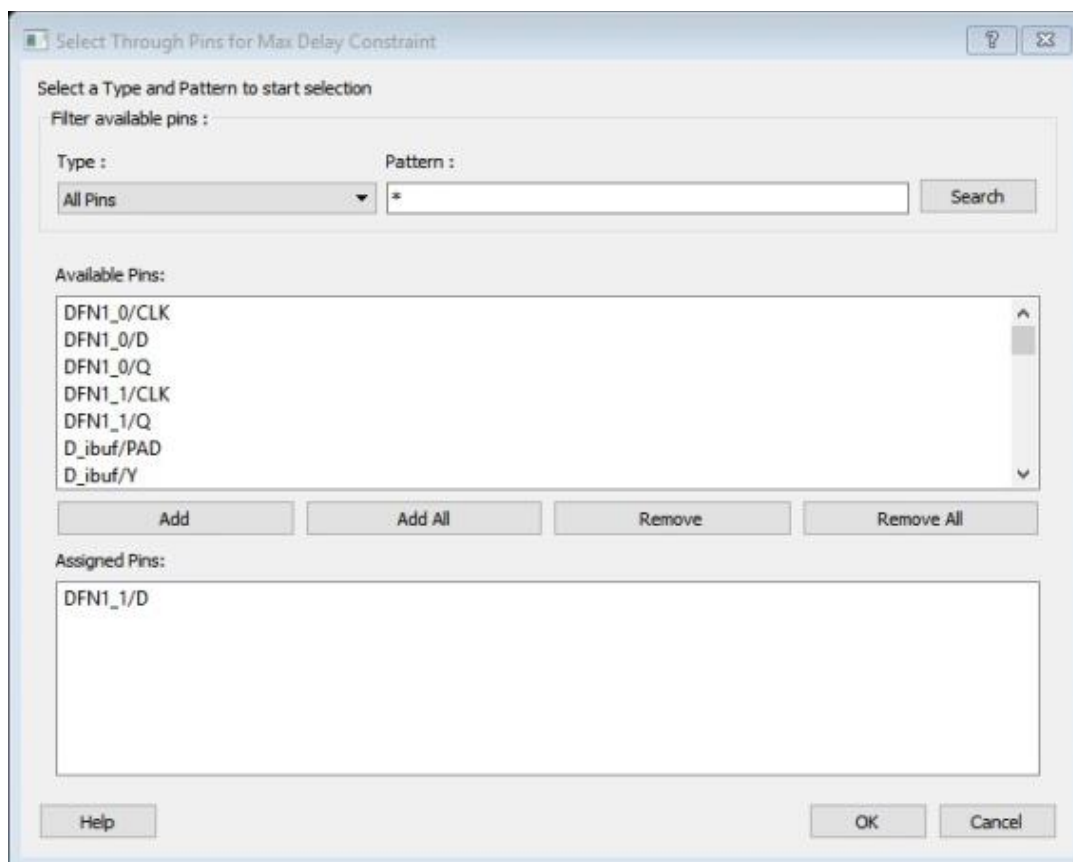 Select Through Pins for Max Delay Constraint
?
Select a Type and Pattern to start selection
Filter available pins :
Type : Pattern :
All Pins * Search
Available Pins:
DFN1_0/CLK
DFN1_0/D
DFN1_0/Q
DFN1_1/CLK
DFN1_1/Q
D_ibuf/PAD
D_ibuf/Y
Add Add All Remove Remove All
Assigned Pins:
DFN1_1/D
Help OK Cancel